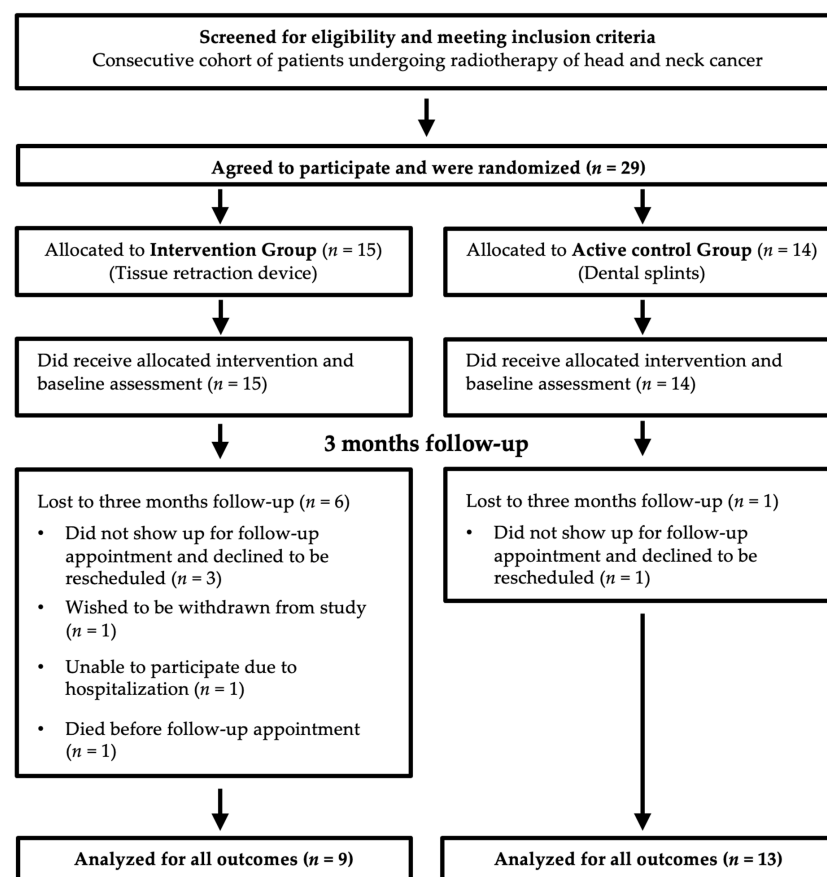 Screened for eligibility and meeting inclusion criteria
Consecutive cohort of patients undergoing radiotherapy of head and neck cancer
Agreed to participate and were randomized (n = 29)
Allocated to Intervention Group (n = 15)
(Tissue retraction device)
Allocated to Active control Group (n = 14)
(Dental splints)
Did receive allocated intervention and
baseline assessment (n = 15)
Did receive allocated intervention and
baseline assessment (n = 14)
3 months follow-up
Lost to three months follow-up (n = 6)
• Did not show up for follow-up
appointment and declined to be
rescheduled (n = 3)
• Wished to be withdrawn from study
(n = 1)
• Unable to participate due to
hospitalization (n = 1)
• Died before follow-up appointment
(n = 1)
Lost to three months follow-up (n = 1)
• Did not show up for follow-up
appointment and declined to be
rescheduled (n = 1)
Analyzed for all outcomes (n = 9)
Analyzed for all outcomes (n = 13)